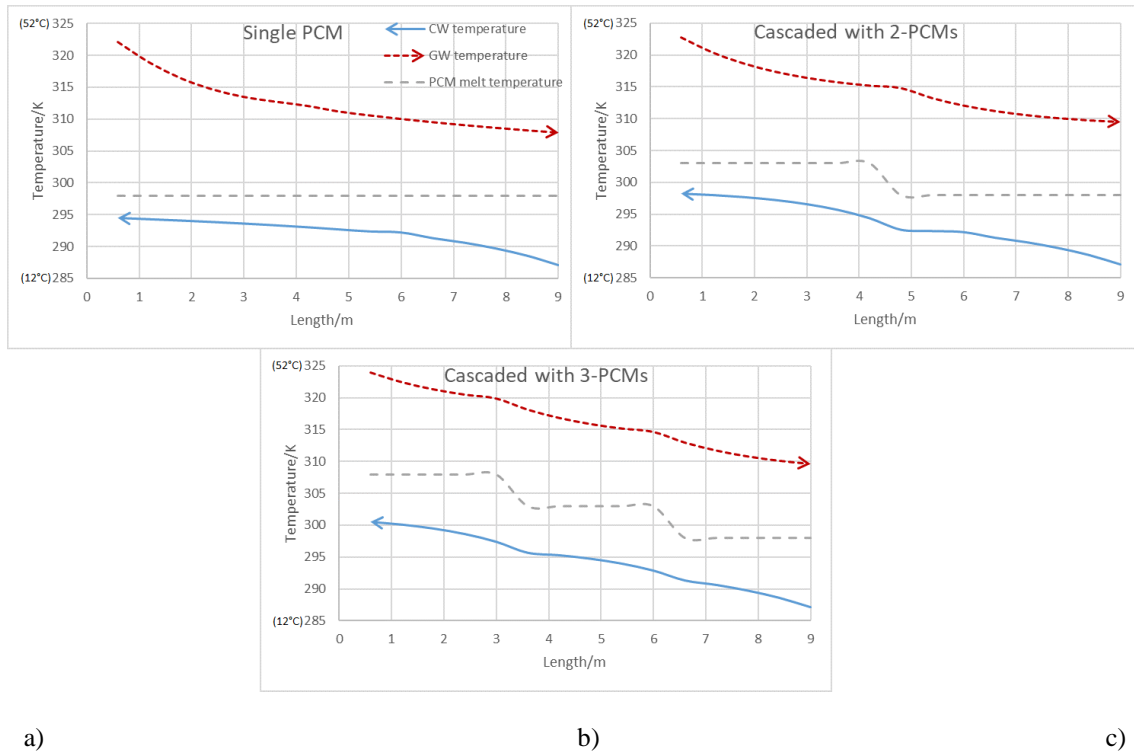 Single PCM
CW temperature
GW temperature
PCM melt temperature
Temperature/K
(52°C) 325
320
315
310
305
300
295
290
(12°C) 285
0 1 2 3 4 5 6 7 8 9
Length/m
Cascaded with 2-PCMs
Temperature/K
(52°C) 325
320
315
310
305
300
295
290
(12°C) 285
0 1 2 3 4 5 6 7 8 9
Length/m
Cascaded with 3-PCMs
Temperature/K
(52°C) 325
320
315
310
305
300
295
290
(12°C) 285
0 1 2 3 4 5 6 7 8 9
Length/m
a) b) c)